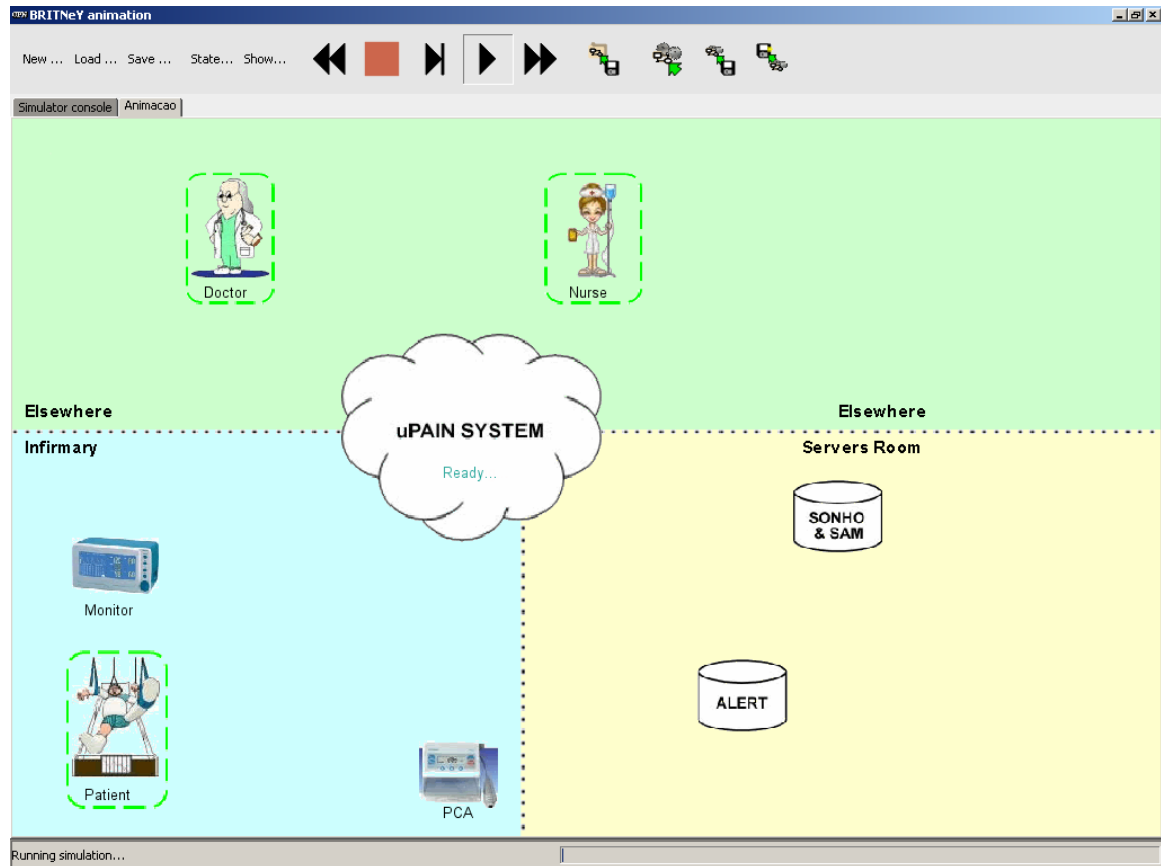 BRITNeY animation
New ... Load ... Save ... State... Show...
Simulator console Animacao
Doctor
Nurse
Elsewhere
Elsewhere
uPAIN SYSTEM
Ready...
Infirmary
Servers Room
SONHO
& SAM
Monitor
ALERT
Patient
PCA
Running simulation...